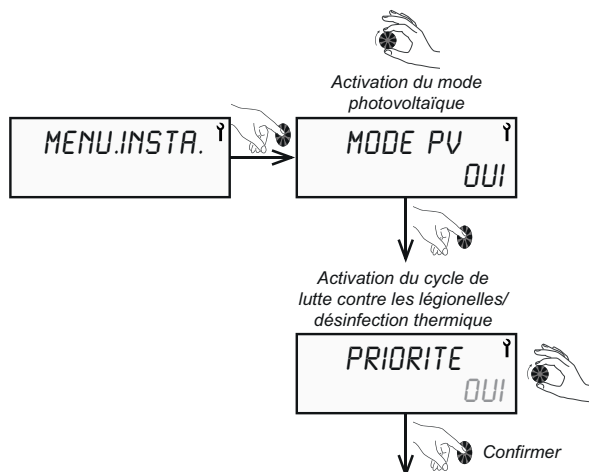 Activation du mode
photovoltaïque
MENU.INSTA.
MODE PV
OUI
Activation du cycle de
lutte contre les légionelles/
désinfection thermique
PRIORITE
OUI
Confirmer